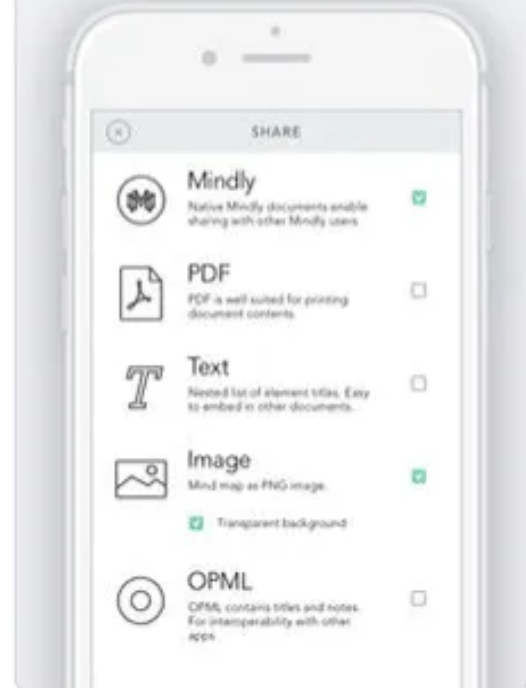 SHARE
Mindly
Native Mindly documents enable
sharing with other Mindly users
PDF
PDF is well suited for printing
document contents.
Text
Nested list of element titles. Easy
to embed in other documents.
Image
Mind map as PNG image.
Transparent background
OPML
OPML contains titles and notes.
For interoperability with other
apps